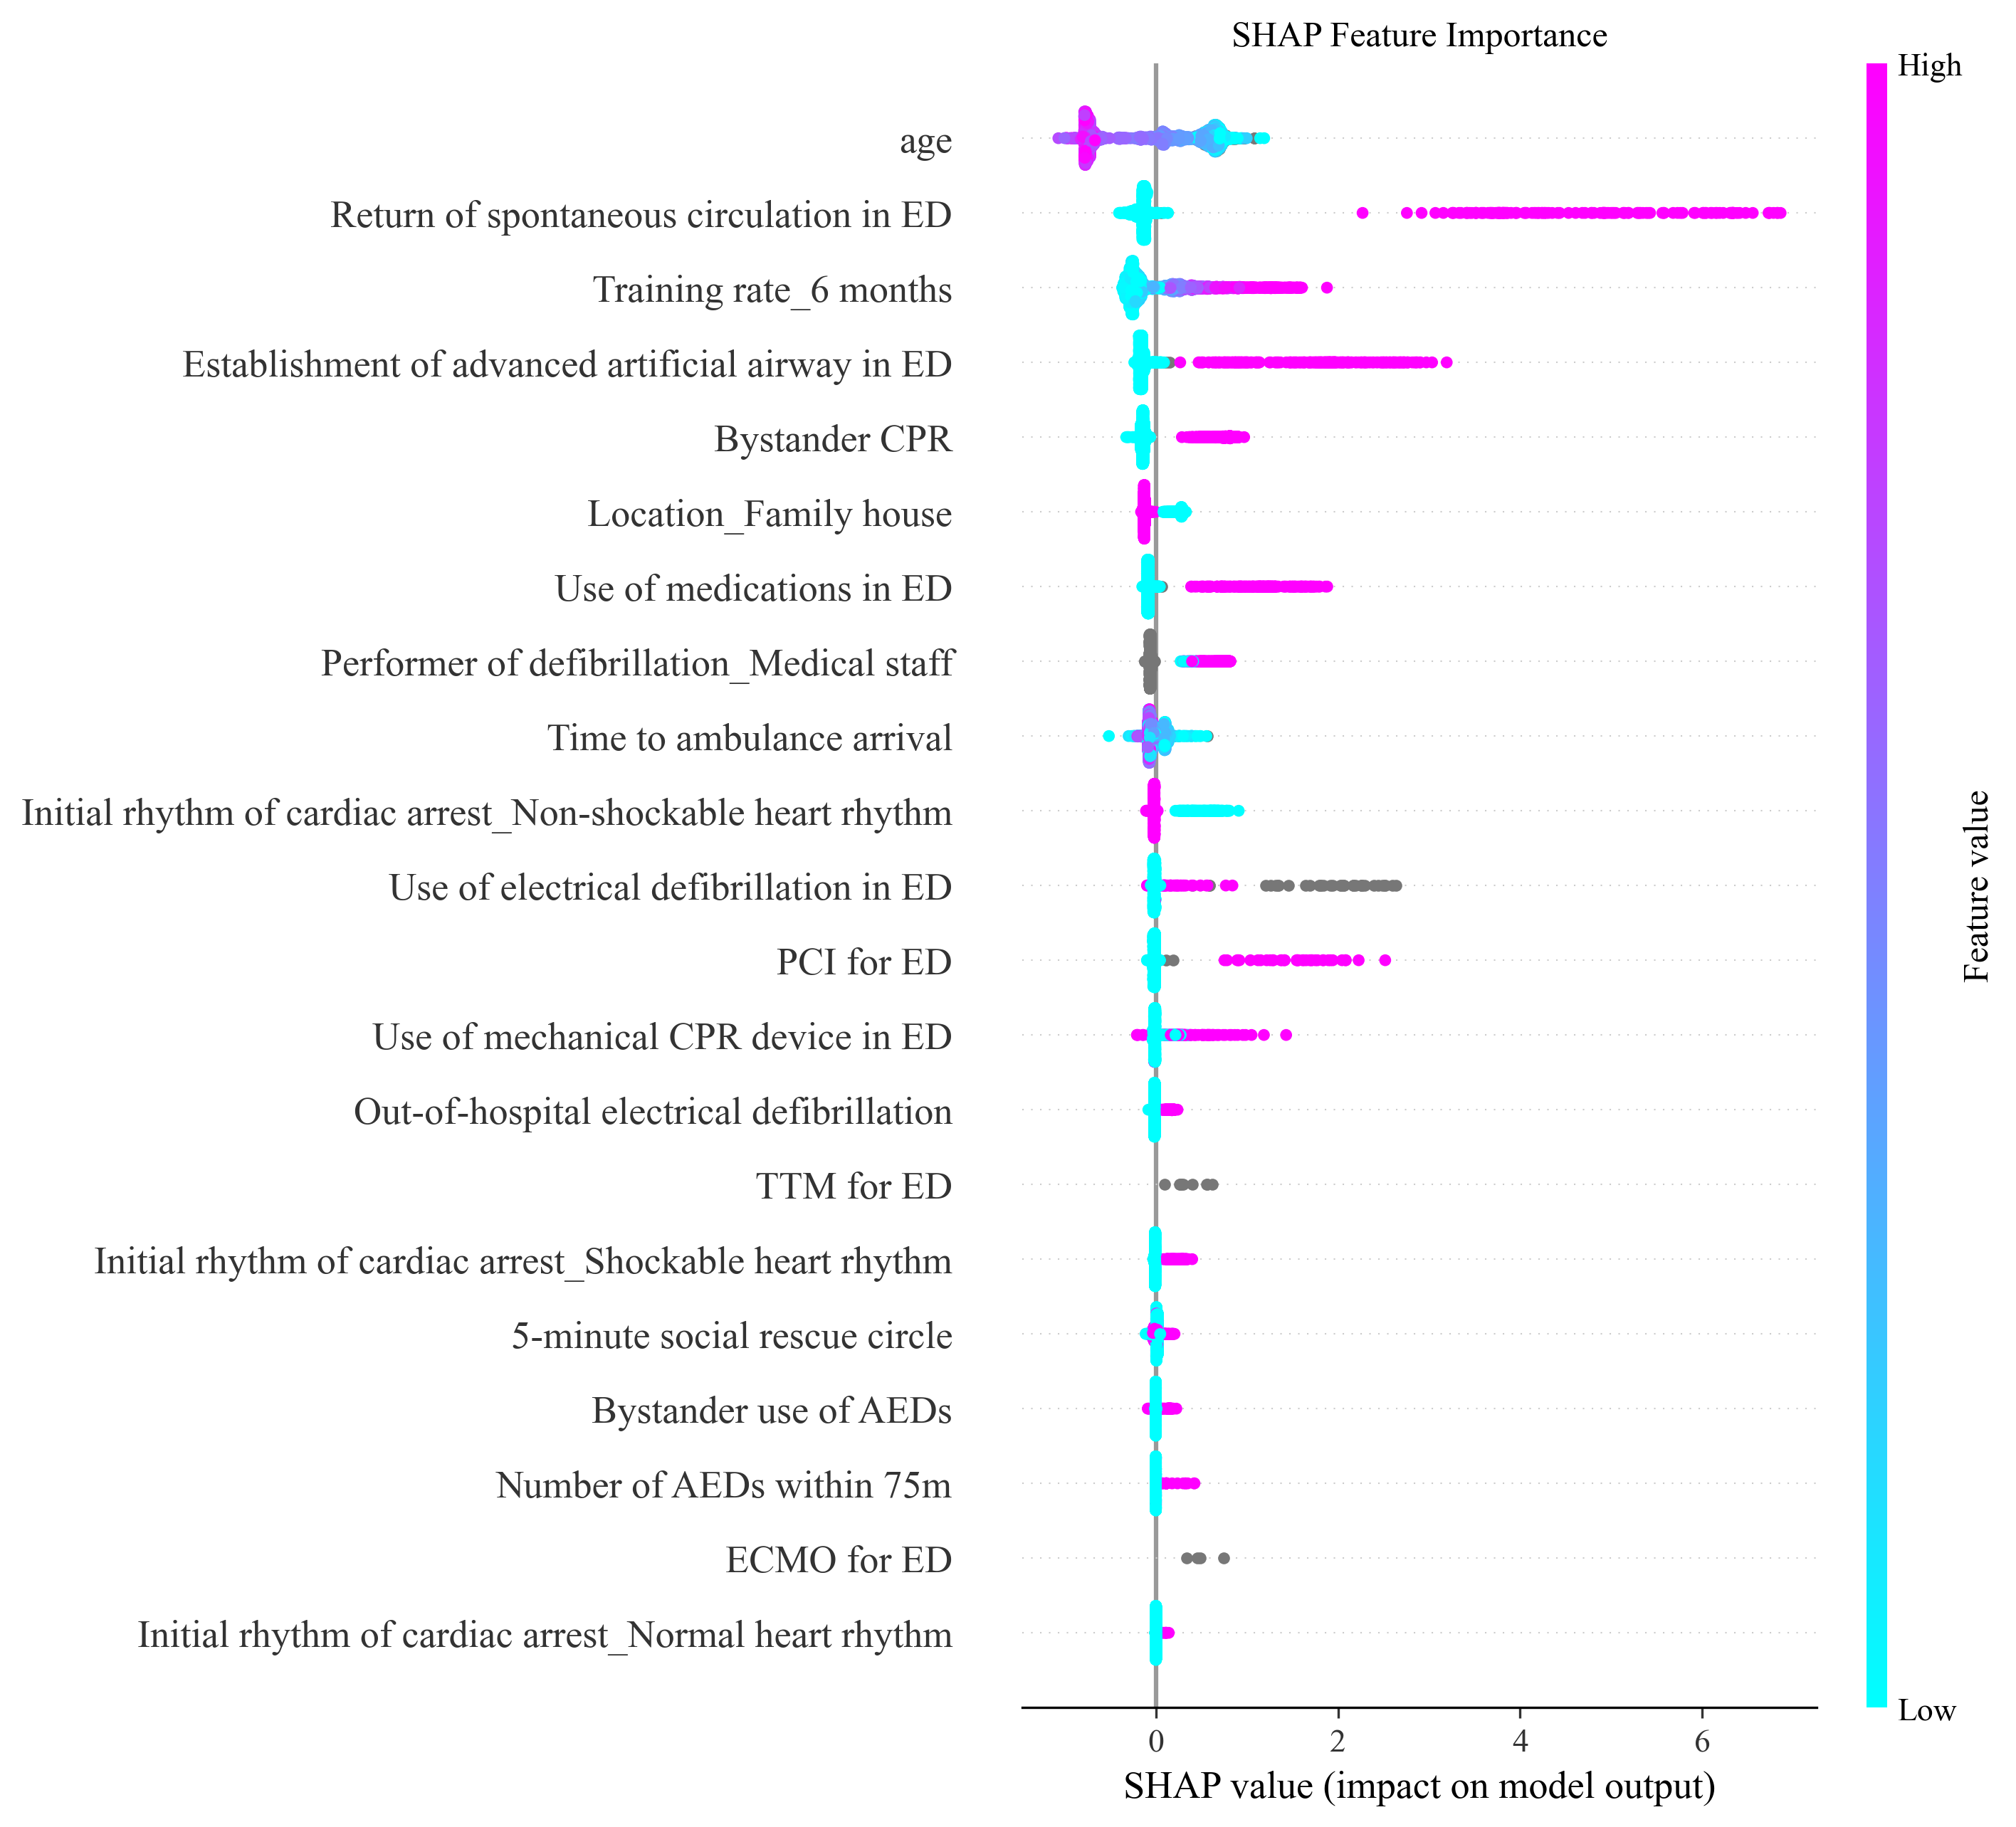 SHAP Feature Importance
High
age
Return of spontaneous circulation in ED
Training rate_6 months
Establishment of advanced artificial airway in ED
Bystander CPR
Location_Family house
Use of medications in ED
Performer of defibrillation_Medical staff
Time to ambulance arrival
Initial rhythm of cardiac arrest_Non-shockable heart rhythm
Use of electrical defibrillation in ED
PCI for ED
Use of mechanical CPR device in ED
Out-of-hospital electrical defibrillation
TTM for ED
Initial rhythm of cardiac arrest_Shockable heart rhythm
5-minute social rescue circle
Bystander use of AEDs
Number of AEDs within 75m
ECMO for ED
Initial rhythm of cardiac arrest_Normal heart rhythm
Feature value
Low
0 2 4 6
SHAP value (impact on model output)